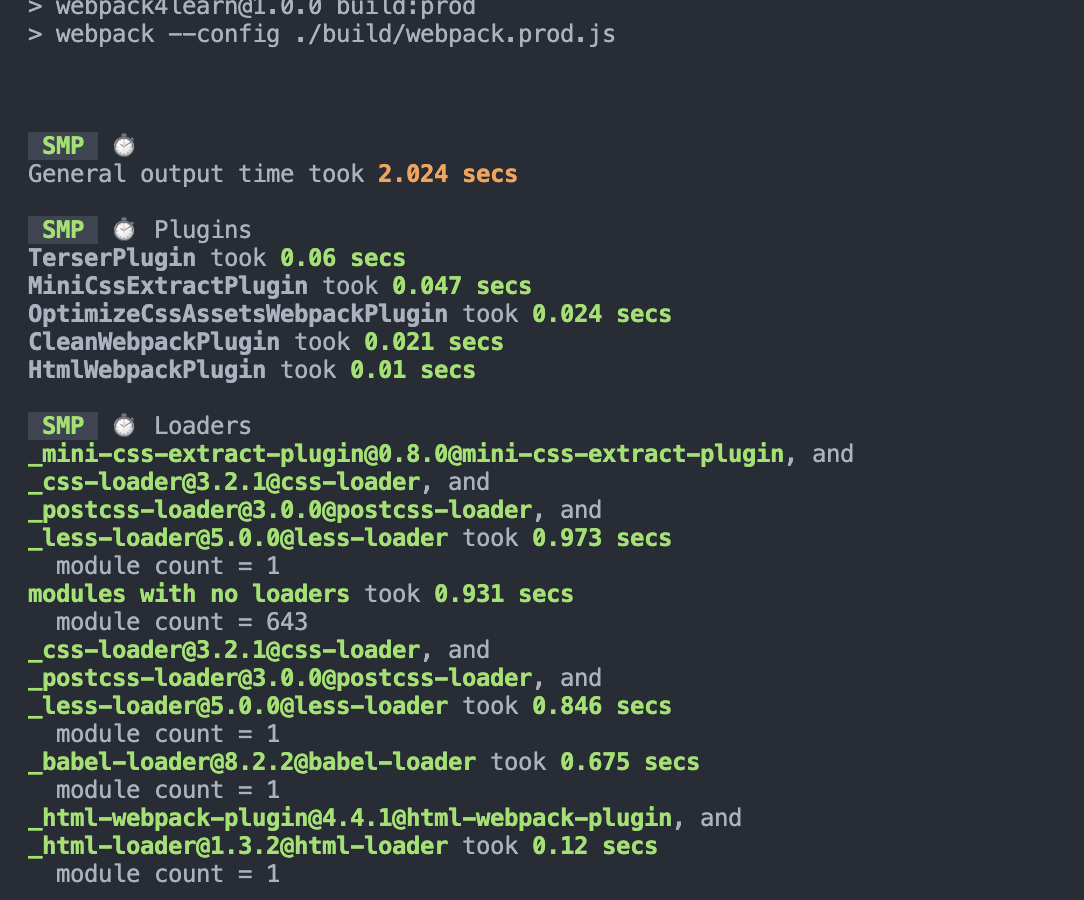 > webpack4learn@1.0.0 build:prod
> webpack --config ./build/webpack.prod.js
SMP ⏱
General output time took 2.024 secs
SMP ⏱ Plugins
TerserPlugin took 0.06 secs
MiniCssExtractPlugin took 0.047 secs
OptimizeCssAssetsWebpackPlugin took 0.024 secs
CleanWebpackPlugin took 0.021 secs
HtmlWebpackPlugin took 0.01 secs
SMP ⏱ Loaders
_mini-css-extract-plugin@0.8.0@mini-css-extract-plugin, and
_css-loader@3.2.1@css-loader, and
_postcss-loader@3.0.0@postcss-loader, and
_less-loader@5.0.0@less-loader took 0.973 secs
module count = 1
modules with no loaders took 0.931 secs
module count = 643
_css-loader@3.2.1@css-loader, and
_postcss-loader@3.0.0@postcss-loader, and
_less-loader@5.0.0@less-loader took 0.846 secs
module count = 1
_babel-loader@8.2.2@babel-loader took 0.675 secs
module count = 1
_html-webpack-plugin@4.4.1@html-webpack-plugin, and
_html-loader@1.3.2@html-loader took 0.12 secs
module count = 1